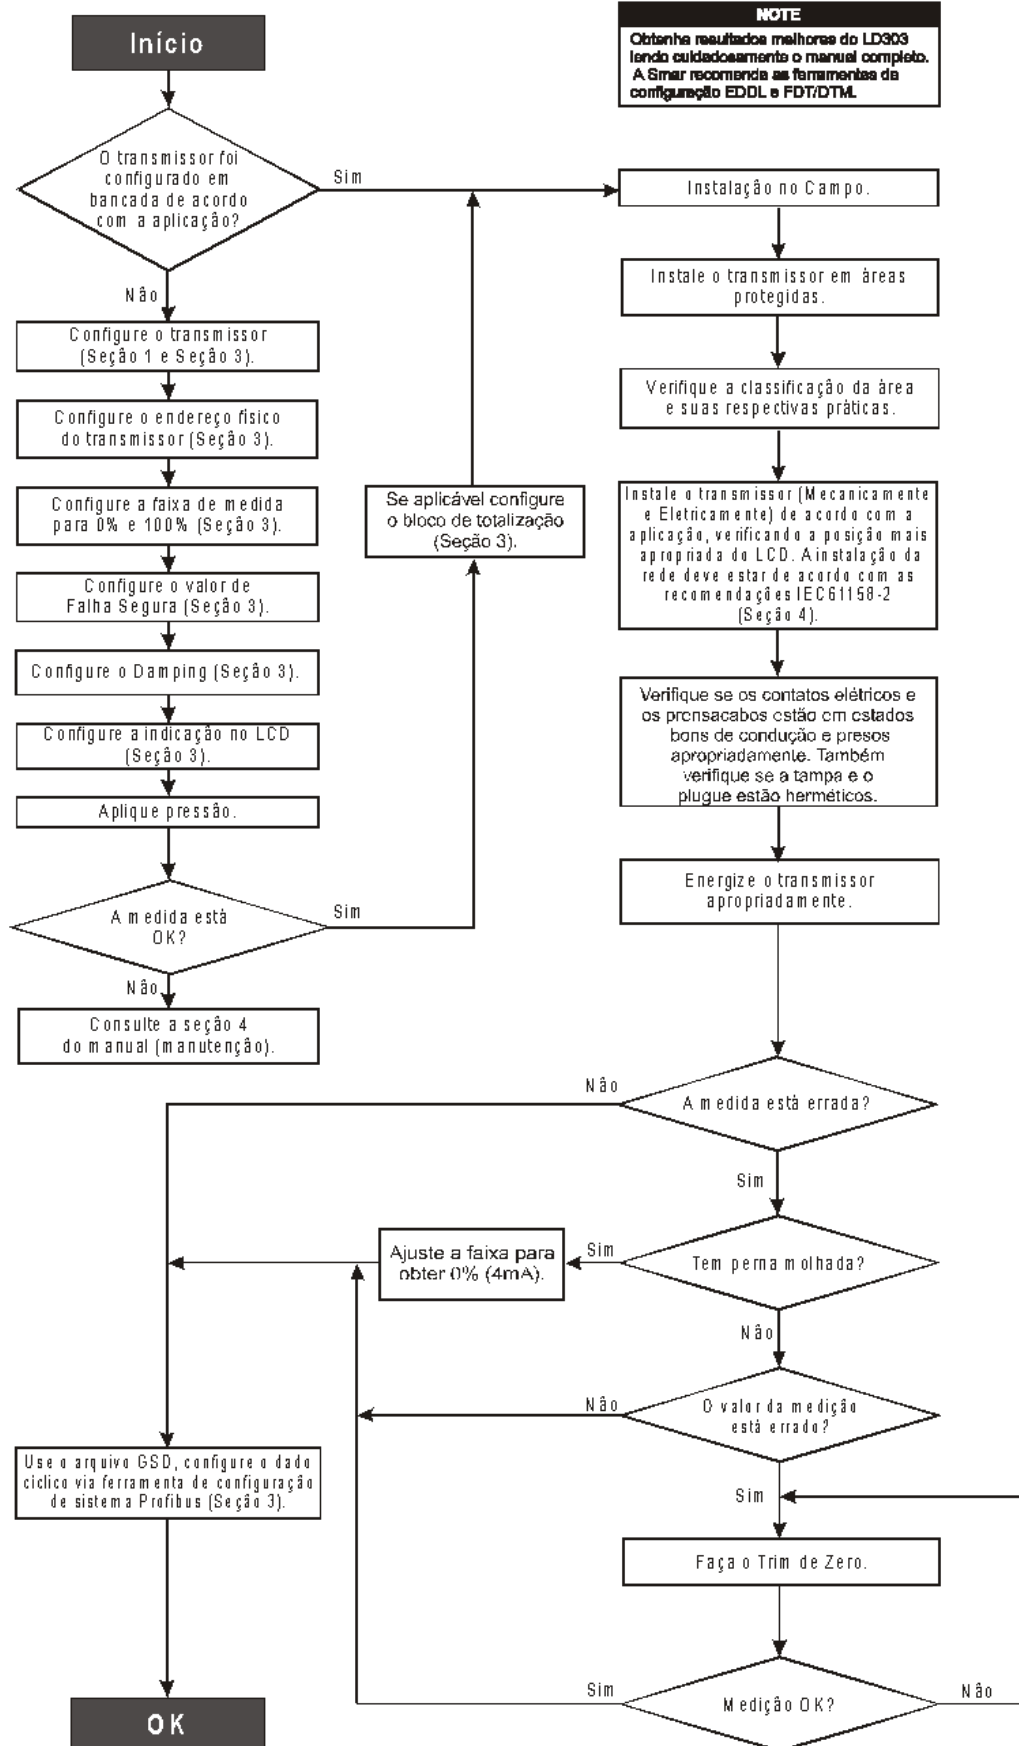 Início
NOTE
Obtenha resultados melhores do LD303
lendo cuidadosamente o manual completo.
A Smar recomenda as ferramentas de
configuração EDDL e FDT/DTM.
O transmissor foi
configurado em
bancada de acordo
com a aplicação?
Sim
Não
Configure o transmissor
(Seção 1 e Seção 3).
Configure o endereço físico
do transmissor (Seção 3).
Configure a faixa de medida
para 0% e 100% (Seção 3).
Configure o valor de
Falha Segura (Seção 3).
Configure o Damping (Seção 3).
Configure a indicação no LCD
(Seção 3).
Aplique pressão.
A medida está
OK?
Sim
Não
Consulte a seção 4
do manual (manutenção).
Se aplicável configure
o bloco de totalização
(Seção 3).
Instalação no Campo.
Instale o transmissor em áreas
protegidas.
Verifique a classificação da área
e suas respectivas práticas.
Instale o transmissor (Mecanicamente
e Eletricamente) de acordo com a
aplicação, verificando a posição mais
apropriada do LCD. A instalação da
rede deve estar de acordo com as
recomendações IEC61158-2
(Seção 4).
Verifique se os contatos elétricos e
os prensacabos estão em estados
bons de condução e presos
apropriadamente. Também
verifique se a tampa e o
plugue estão herméticos.
Energize o transmissor
apropriadamente.
A medida está errada?
Não
Sim
Tem perna molhada?
Sim
Ajuste a faixa para
obter 0% (4mA).
Não
O valor da medição
está errado?
Não
Sim
Faça o Trim de Zero.
Medição OK?
Sim
Não
Use o arquivo GSD, configure o dado
cíclico via ferramenta de configuração
de sistema Profibus (Seção 3).
OK